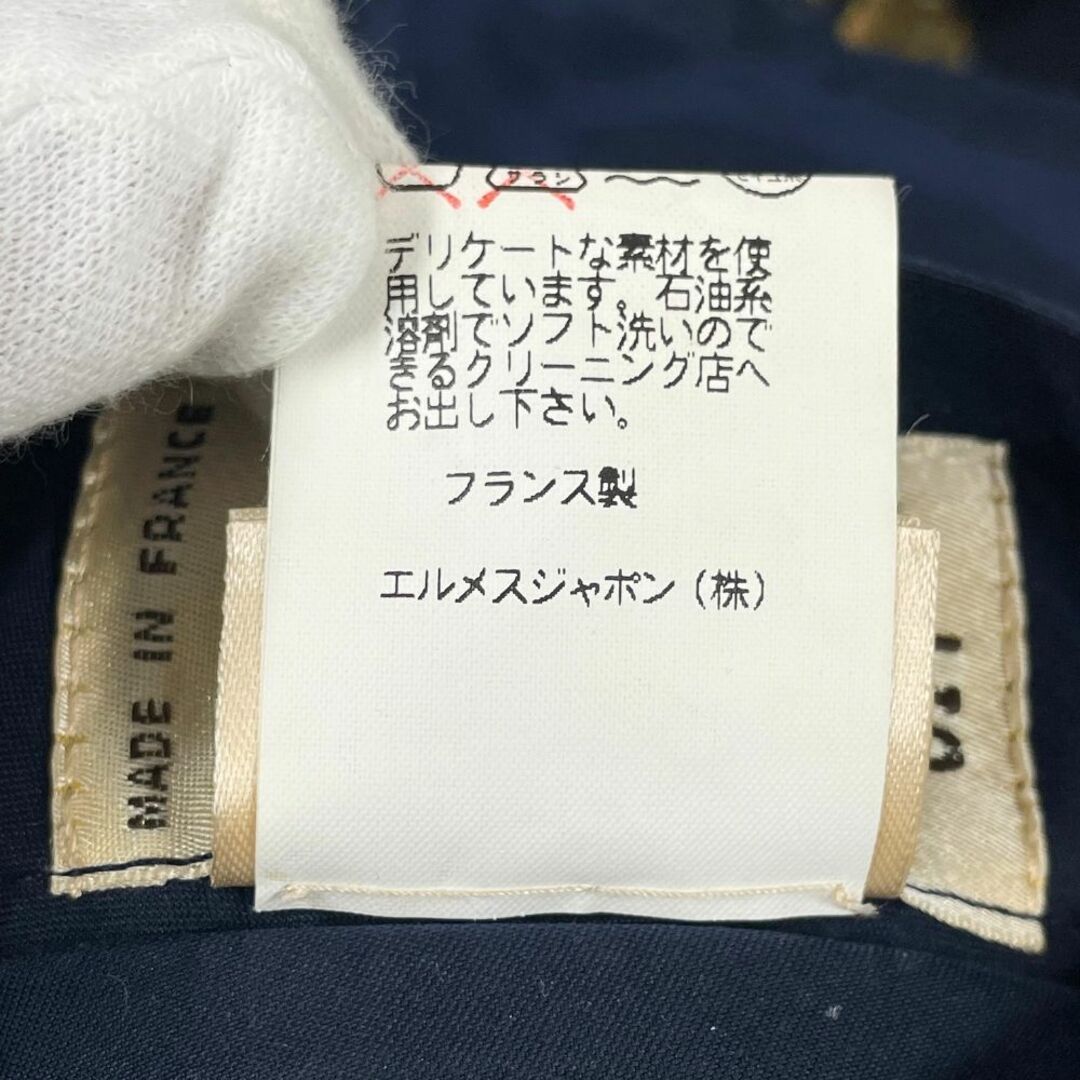 サラシ
デリケートな素材を使
用しています。石油系
溶剤でソフト洗いので
きるクリーニング店へ
お出し下さい。
フランス製
エルメスジャポン(株)
MADE IN FRANCE